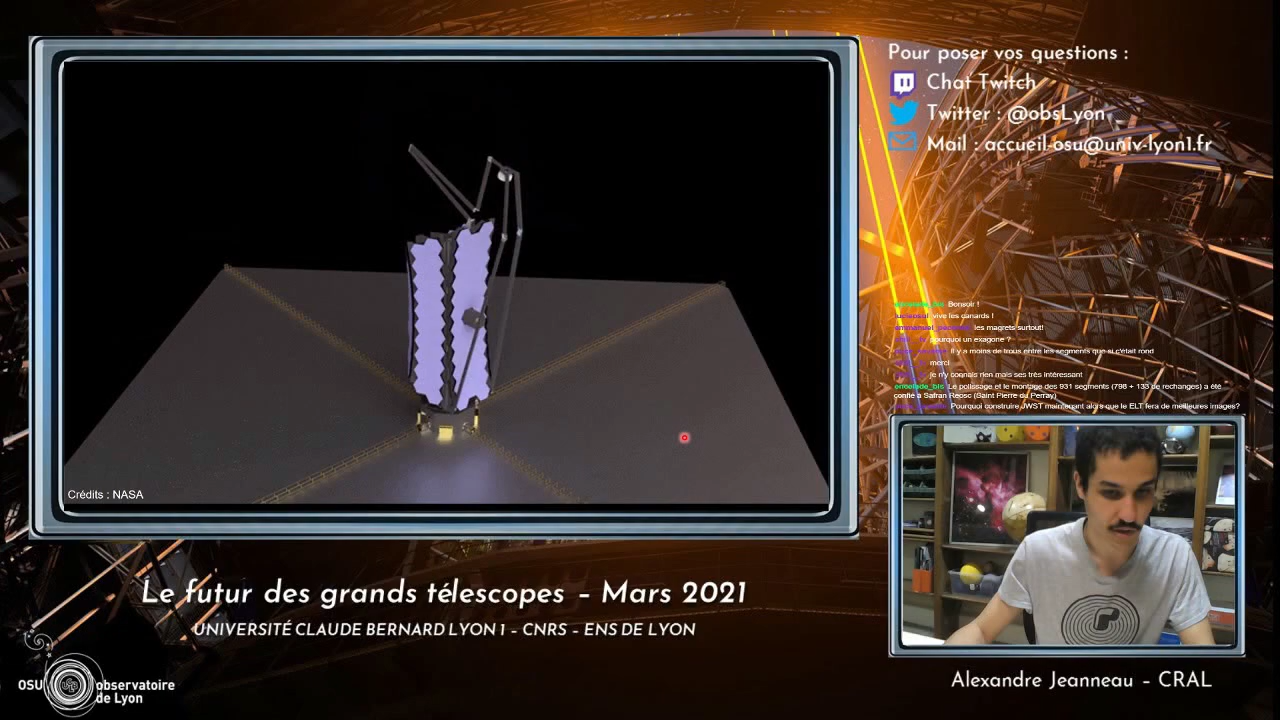 Pour poser vos questions :
Chat Twitch
Twitter : @obsLyon
Mail : accueil-osu@univ-lyon1.fr
Bonsoir !
vive les canards !
les magrets surtout!
pourquoi un exagone ?
Il y a moins de trous entre les segments que si c'était rond
merci
je n'y connais rien mais ses très intéressant
encelade_bls Le polissage et le montage des 931 segments (798 + 133 de rechanges) a été
confié à Safran Reosc (Saint Pierre du Perray)
Pourquoi construire JWST maintenant alors que le ELT fera de meilleures images?
Crédits : NASA
Le futur des grands télescopes – Mars 2021
UNIVERSITÉ CLAUDE BERNARD LYON 1 – CNRS – ENS DE LYON
OSU
observatoire
de Lyon
Alexandre Jeanneau – CRAL